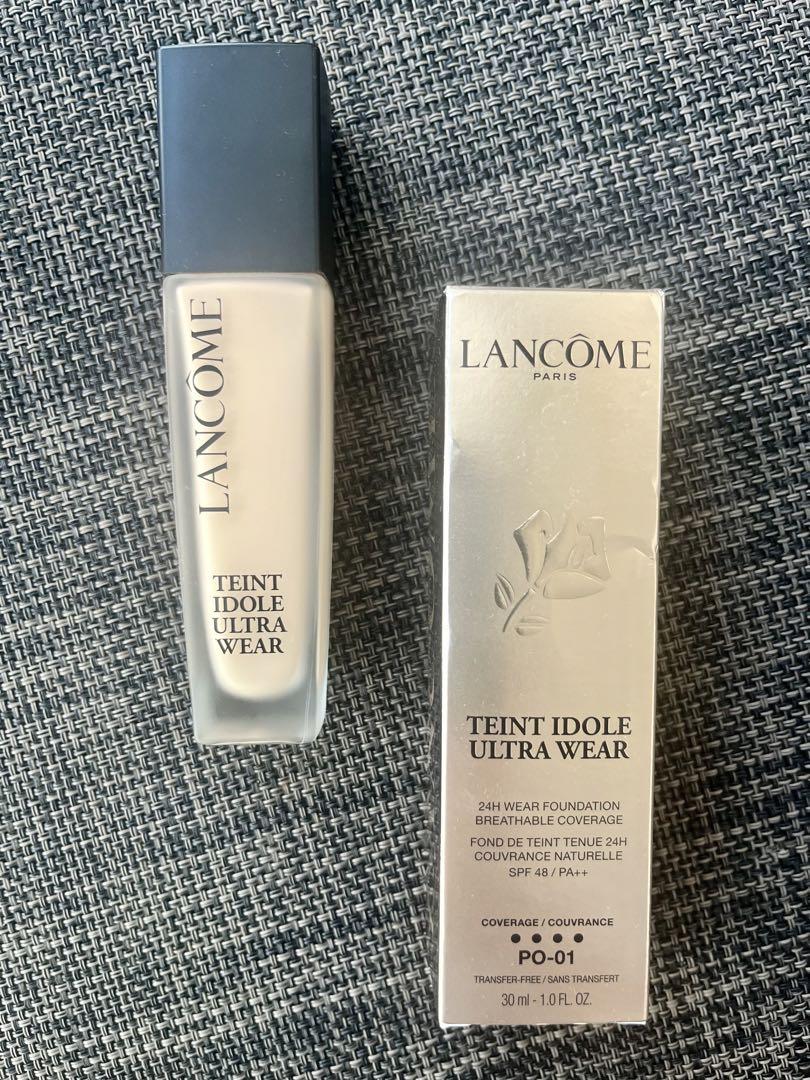 LANCÔME
TEINT
IDOLE
ULTRA
WEAR
LANCÔME
PARIS
TEINT IDOLE
ULTRA WEAR
24H WEAR FOUNDATION
BREATHABLE COVERAGE
FOND DE TEINT TENUE 24H
COUVRANCE NATURELLE
SPF 48 / PA++
COVERAGE / COUVRANCE
PO-01
TRANSFER-FREE / SANS TRANSFERT
30 ml - 1.0 FL. OZ.